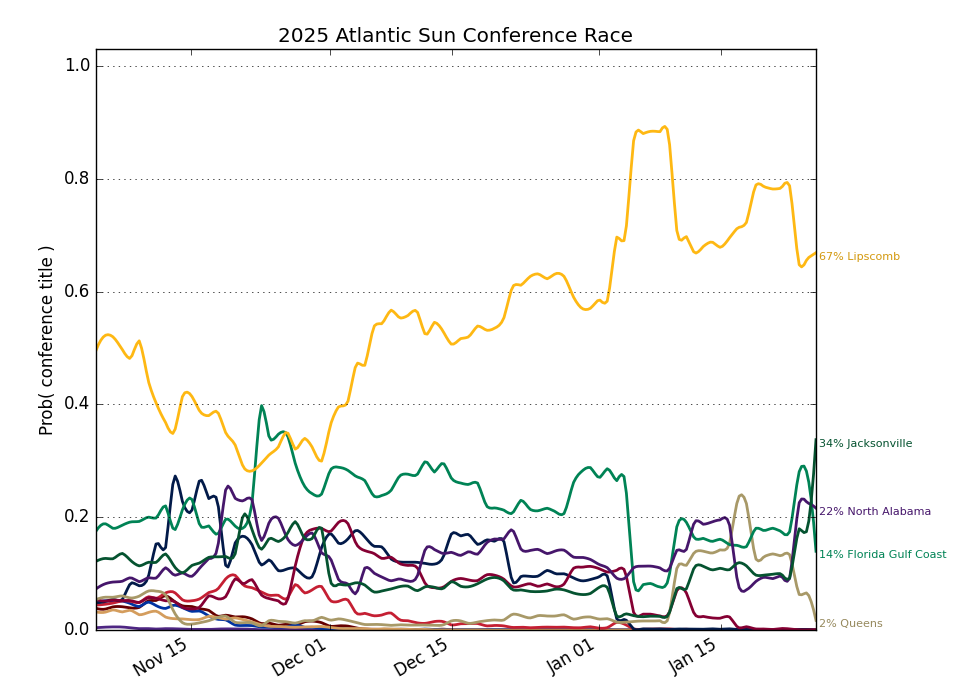 2025 Atlantic Sun Conference Race
Prob( conference title )
1.0
0.8
0.6
0.4
0.2
0.0
67% Lipscomb
34% Jacksonville
22% North Alabama
14% Florida Gulf Coast
2% Queens
Nov 15
Dec 01
Dec 15
Jan 01
Jan 15